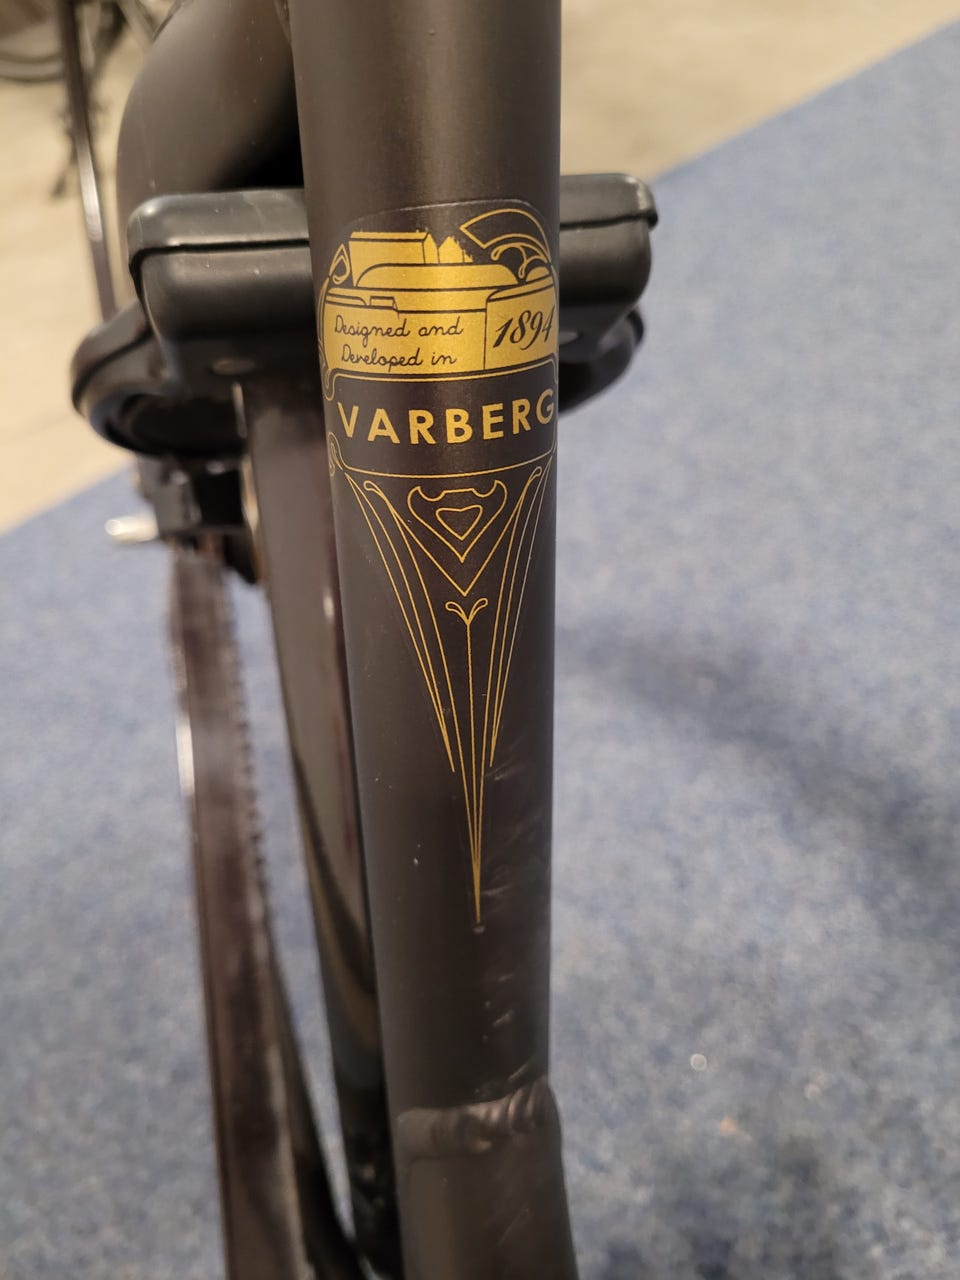 Designed and
Developed in
1894
VARBERG